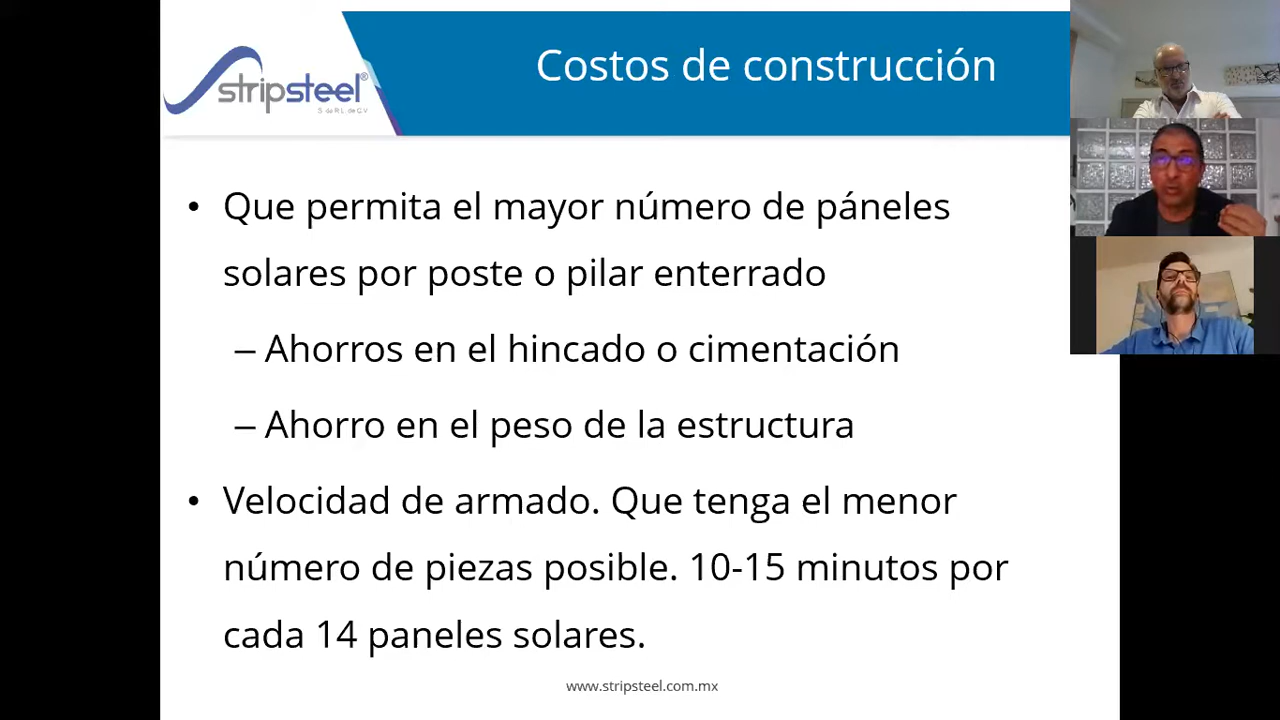 stripsteel®
S de RL de CV
Costos de construcción
• Que permita el mayor número de páneles
solares por poste o pilar enterrado
– Ahorros en el hincado o cimentación
– Ahorro en el peso de la estructura
• Velocidad de armado. Que tenga el menor
número de piezas posible. 10-15 minutos por
cada 14 paneles solares.
www.stripsteel.com.mx